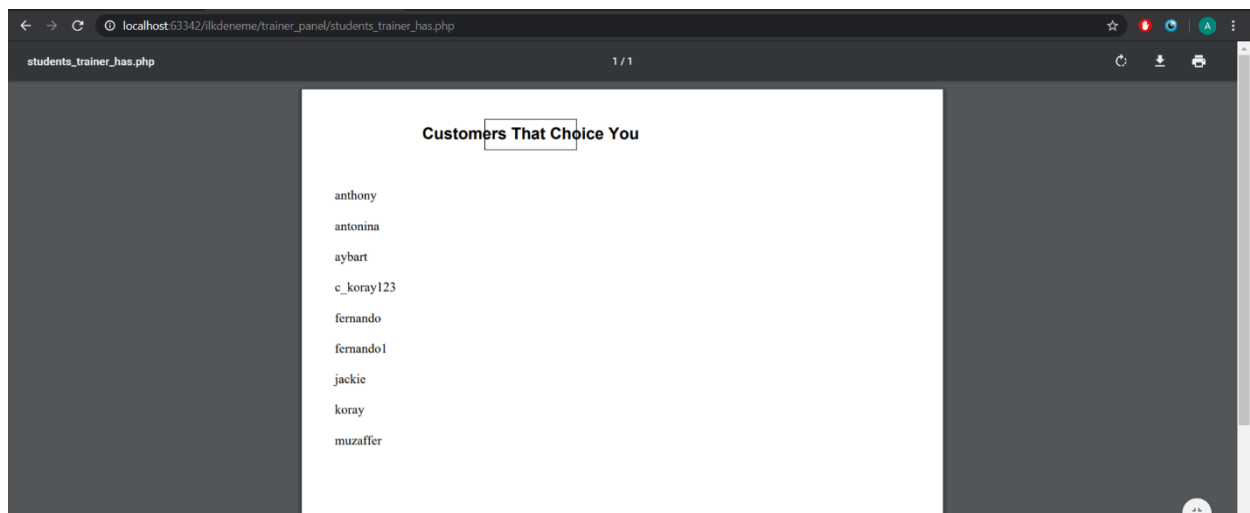 localhost:63342/ilkdeneme/trainer_panel/students_trainer_has.php
A
students_trainer_has.php
1 / 1
Customers That Choice You
anthony
antonina
aybart
c_koray123
fernando
fernando1
jackie
koray
muzaffer